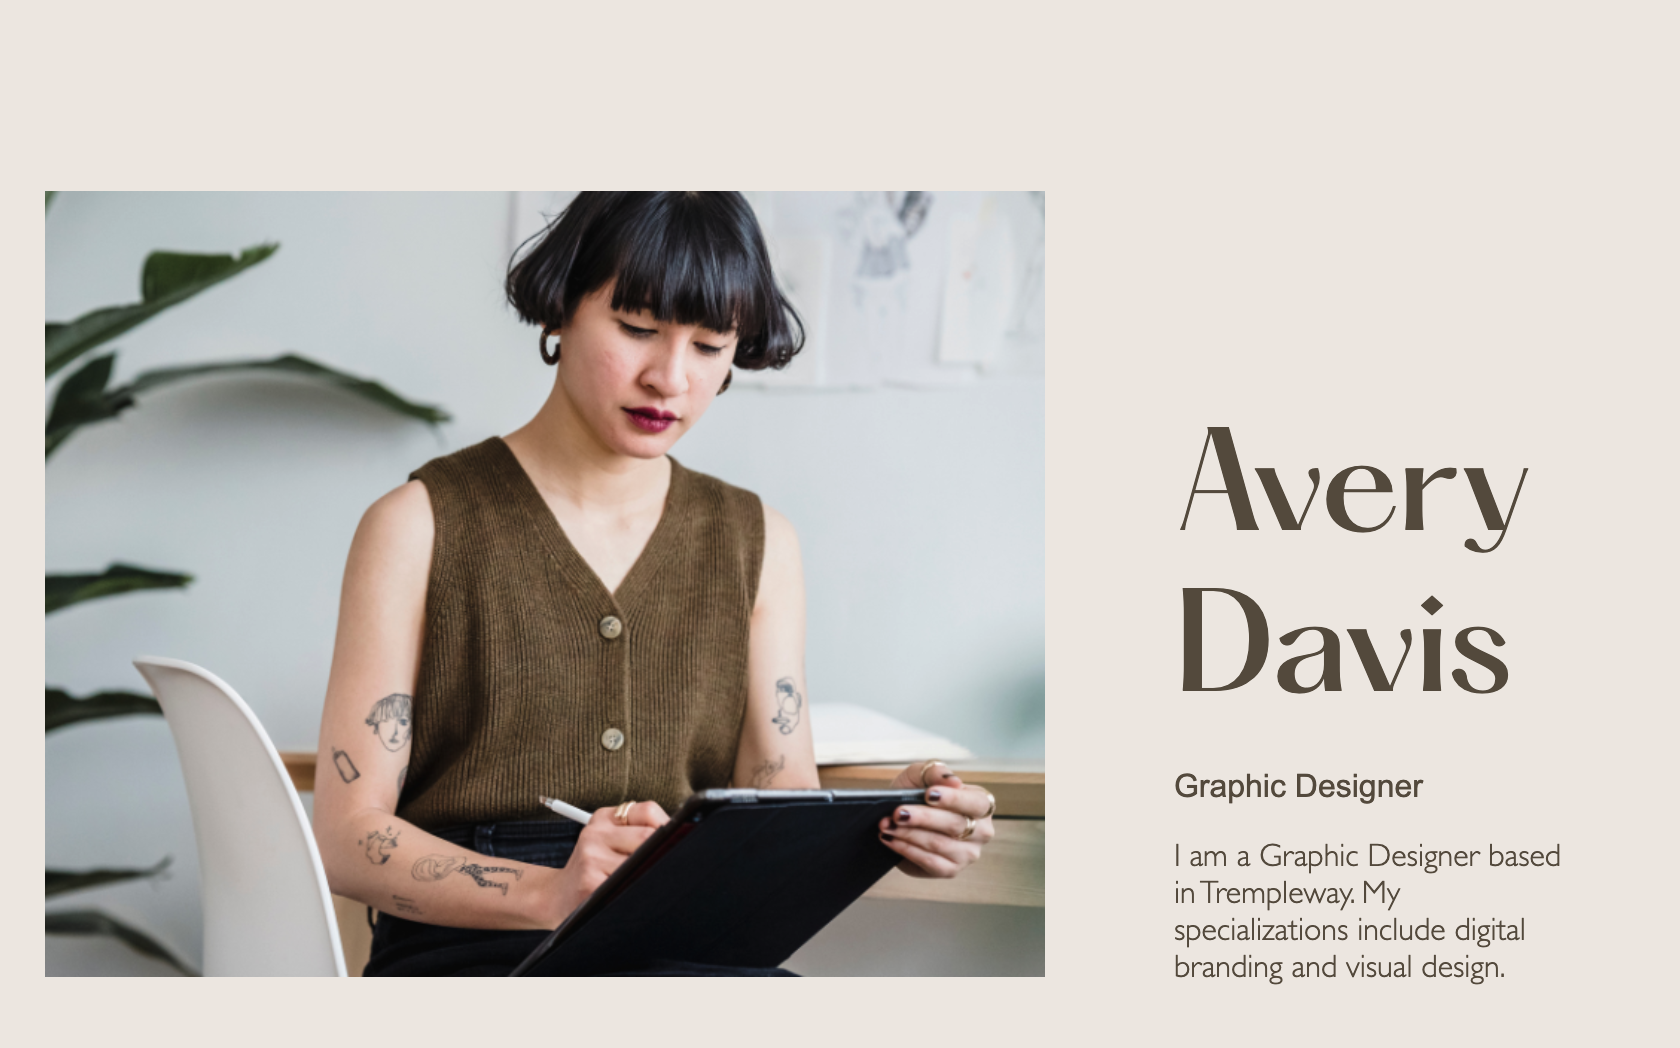 Avery
Davis
Graphic Designer
I am a Graphic Designer based
in Trempleway. My
specializations include digital
branding and visual design.